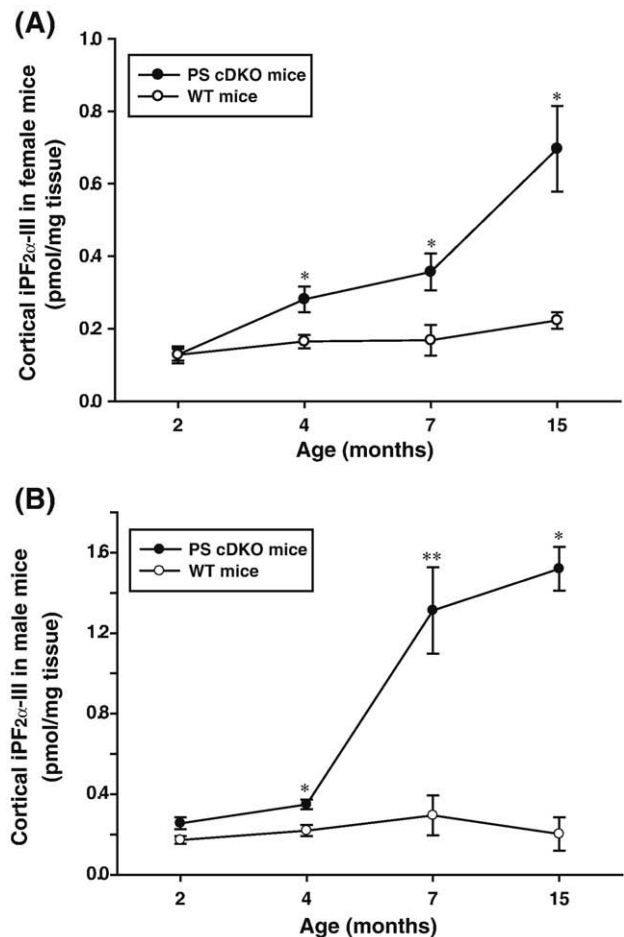 (A)
Cortical iPF2α-III in female mice
(pmol/mg tissue)
1.0
0.8
0.6
0.4
0.2
0.0
PS cDKO mice
WT mice
*
*
*
2
4
7
15
Age (months)
(B)
Cortical iPF2α-III in male mice
(pmol/mg tissue)
1.6
1.2
0.8
0.4
0.0
PS cDKO mice
WT mice
*
**
*
2
4
7
15
Age (months)